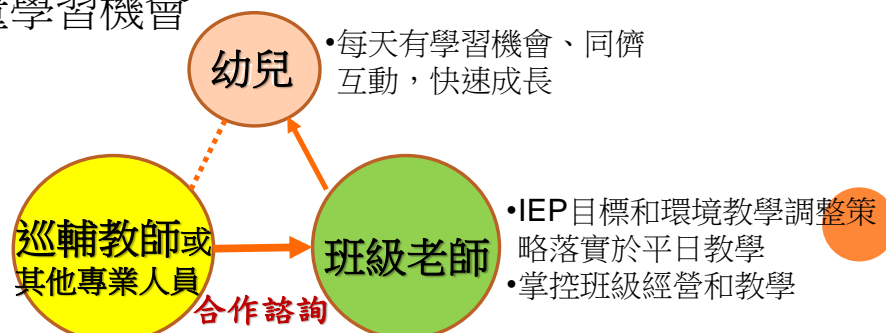 學習機會
幼兒
•每天有學習機會、同儕
互動，快速成長
巡輔教師或
其他專業人員
合作諮詢
班級老師
•IEP目標和環境教學調整策
略落實於平日教學
•掌控班級經營和教學